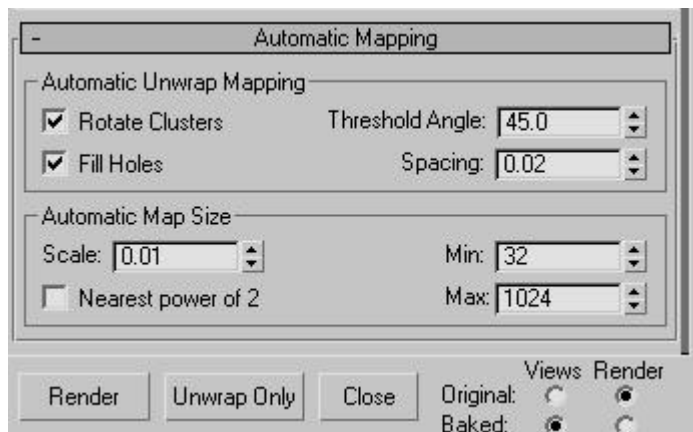 - Automatic Mapping
Automatic Unwrap Mapping
Rotate Clusters Threshold Angle: 45.0
Fill Holes Spacing: 0.02
Automatic Map Size
Scale: 0.01 Min: 32
Nearest power of 2 Max: 1024
Views Render
Render Unwrap Only Close Original:
Baked: